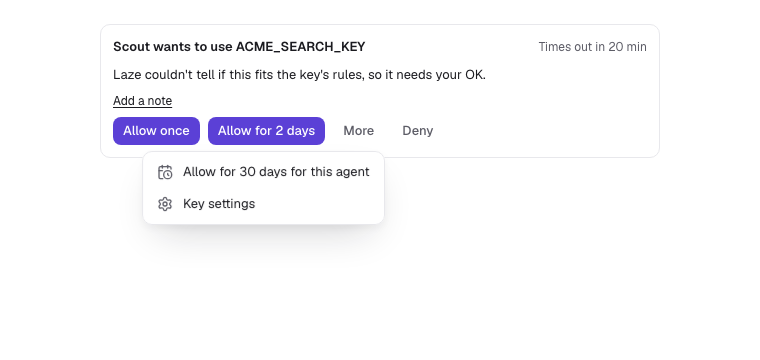 Scout wants to use ACME_SEARCH_KEY
Times out in 20 min
Laze couldn't tell if this fits the key's rules, so it needs your OK.
Add a note
Allow once
Allow for 2 days
More
Deny
Allow for 30 days for this agent
Key settings